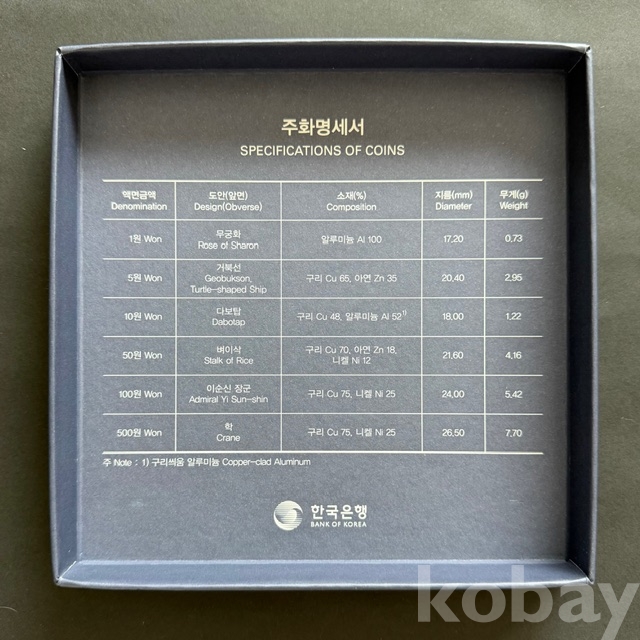 주화명세서
SPECIFICATIONS OF COINS
액면금액 도안(앞면) 소재(%) 지름(mm) 무게(g)
Denomination Design(Obverse) Composition Diameter Weight
1원 Won 무궁화 Rose of Sharon 알루미늄 Al 100 17.20 0.73
5원 Won 거북선 Geobukson, Turtle-shaped Ship 구리 Cu 65, 아연 Zn 35 20.40 2.95
10원 Won 다보탑 Dabotap 구리 Cu 48, 알루미늄 Al 52¹⁾ 18.00 1.22
50원 Won 벼이삭 Stalk of Rice 구리 Cu 70, 아연 Zn 18, 니켈 Ni 12 21.60 4.16
100원 Won 이순신 장군 Admiral Yi Sun-shin 구리 Cu 75, 니켈 Ni 25 24.00 5.42
500원 Won 학 Crane 구리 Cu 75, 니켈 Ni 25 26.50 7.70
주 Note : 1) 구리씌움 알루미늄 Copper-clad Aluminum
한국은행
BANK OF KOREA
kobay